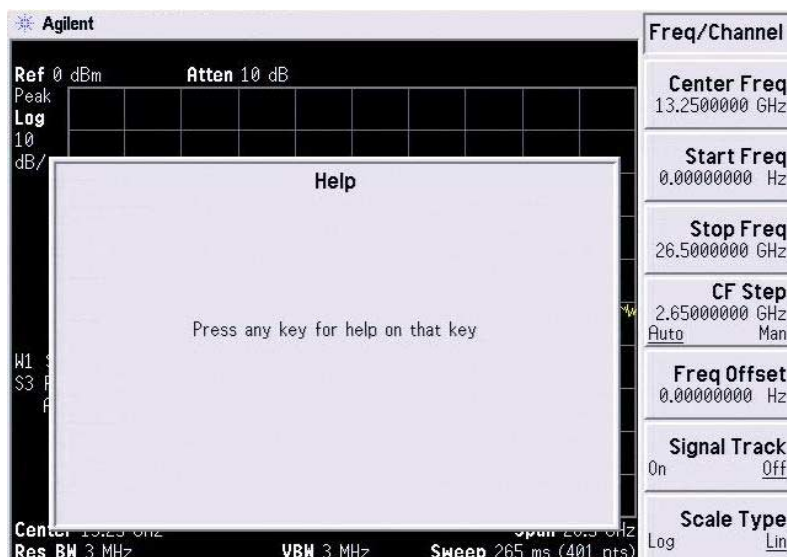 Agilent
Freq/Channel
Ref 0 dBm Atten 10 dB
Peak
Log
10
dB/
Help
Press any key for help on that key
W1
S3
Center
Res BW 3 MHz VBW 3 MHz Sweep 265 ms (401 pts)
Center Freq
13.2500000 GHz
Start Freq
0.00000000 Hz
Stop Freq
26.5000000 GHz
CF Step
2.65000000 GHz
Auto Man
Freq Offset
0.00000000 Hz
Signal Track
On Off
Scale Type
Log Lin